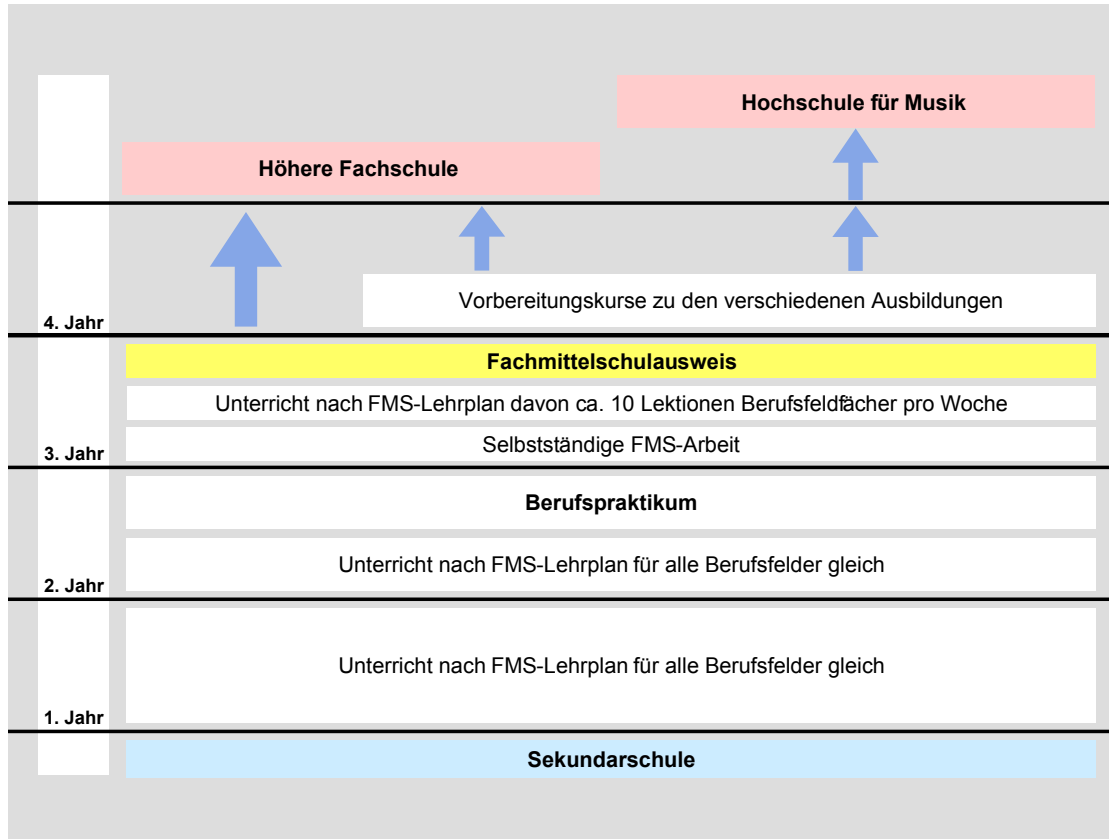 Hochschule für Musik
Höhere Fachschule
Vorbereitungskurse zu den verschiedenen Ausbildungen
4. Jahr
Fachmittelschulausweis
Unterricht nach FMS-Lehrplan davon ca. 10 Lektionen Berufsfeldfächer pro Woche
Selbstständige FMS-Arbeit
3. Jahr
Berufspraktikum
Unterricht nach FMS-Lehrplan für alle Berufsfelder gleich
2. Jahr
Unterricht nach FMS-Lehrplan für alle Berufsfelder gleich
1. Jahr
Sekundarschule